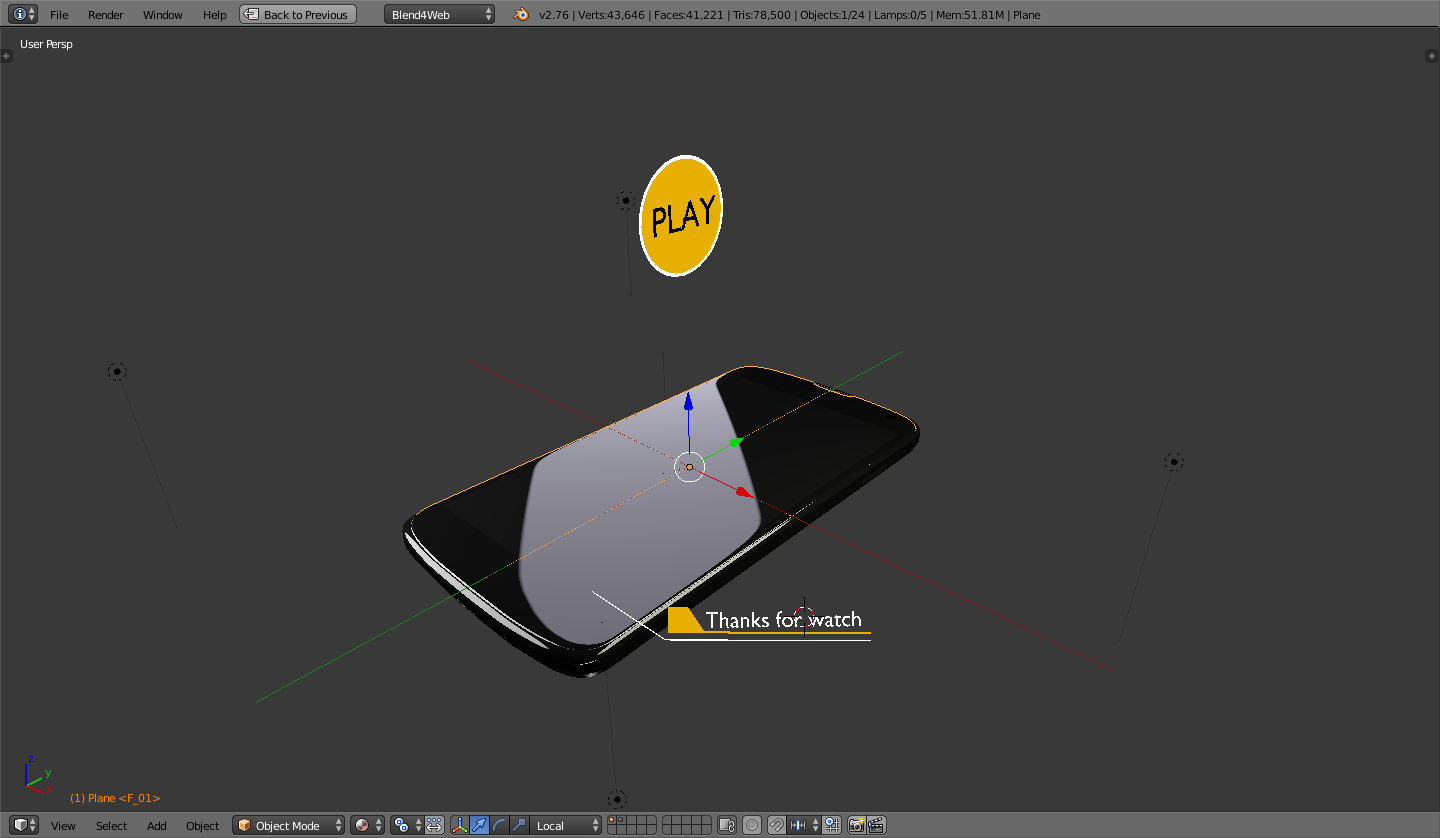 File Render Window Help Back to Previous Blend4Web v2.76 | Verts:43,646 | Faces:41,221 | Tris:78,500 | Objects:1/24 | Lamps:0/5 | Mem:51.81M | Plane
User Persp
PLAY
Thanks for watch
z
y
x
(1) Plane <F_01>
View Select Add Object Object Mode Local